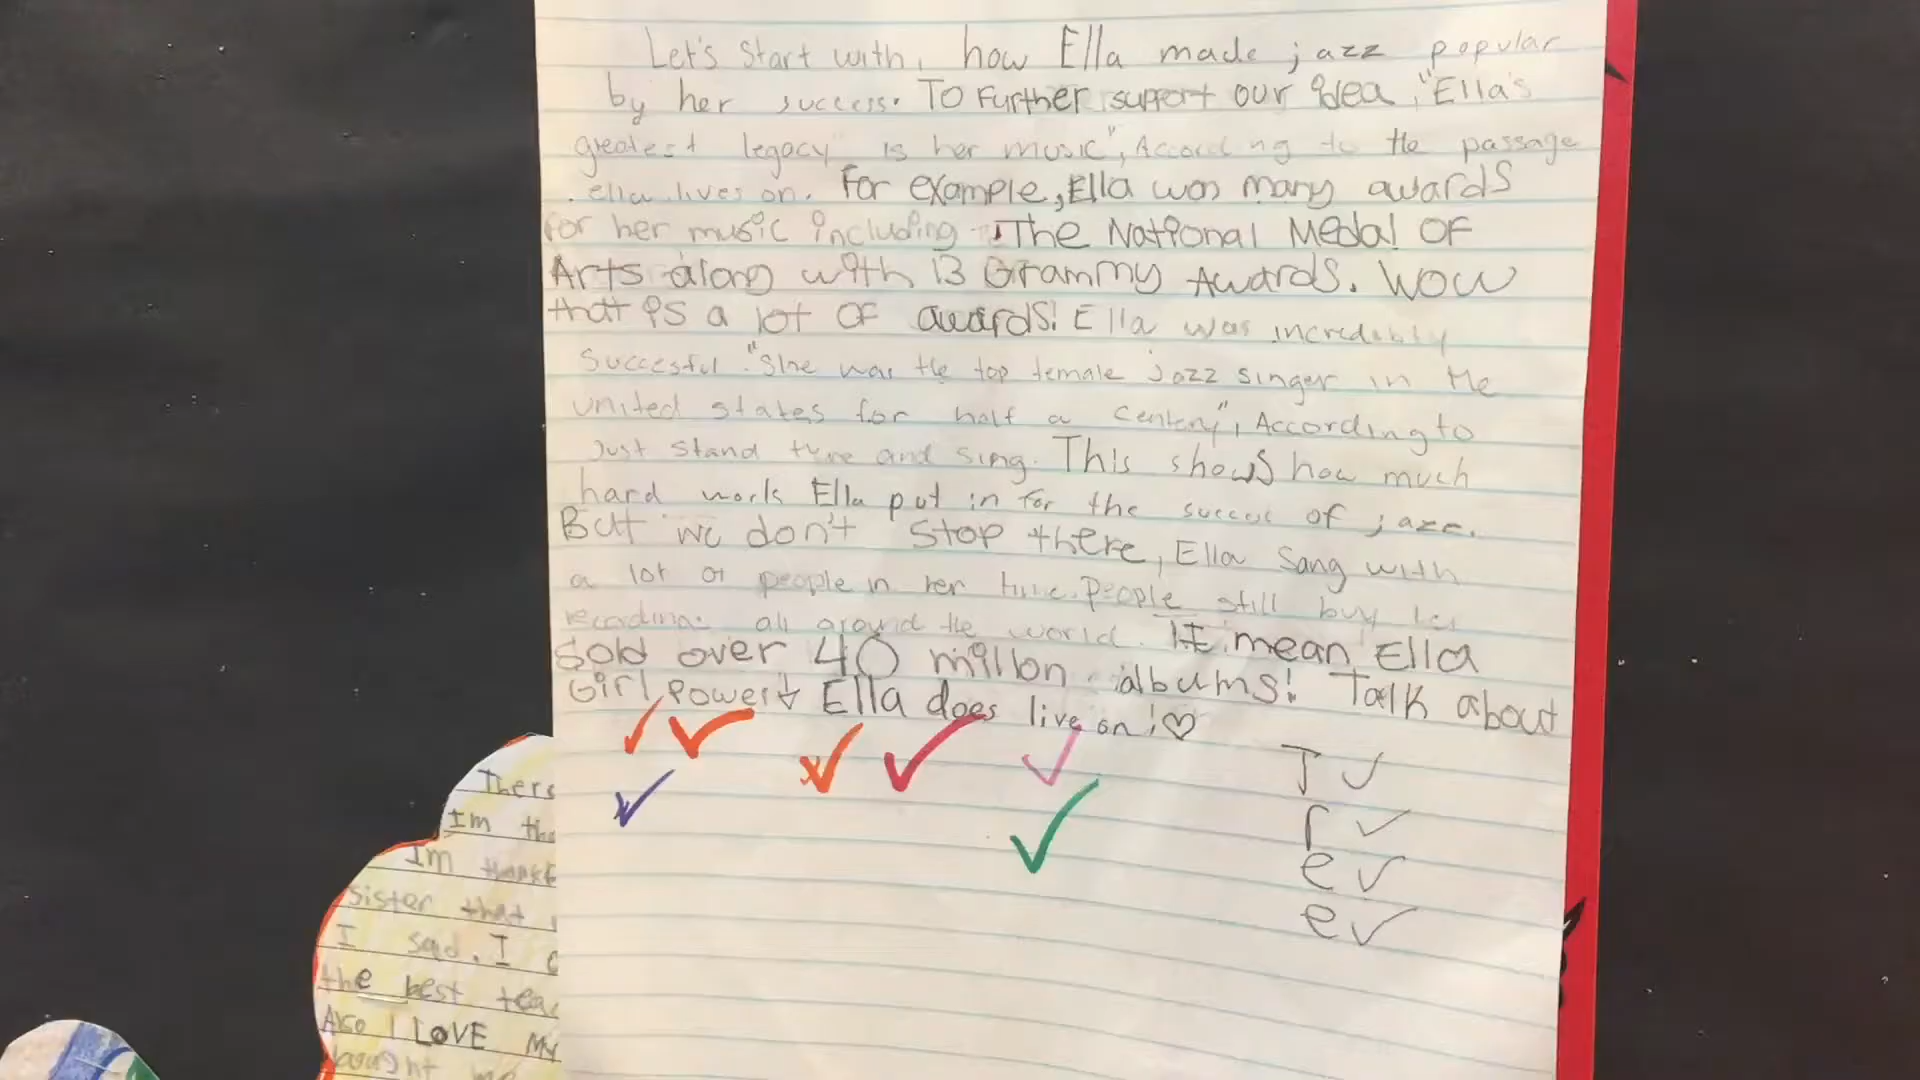 Let's start with, how Ella made jazz popular
by her success. To Further support our idea, "Ella's
greatest legacy is her music", According to the passage
ella lives on. For example, Ella won many awards
for her music including The National Medal OF
Arts along with 13 Grammy Awards. Wow
that is a lot OF awards! Ella was incredibly
Succesful. "She was the top female jazz singer in the
united states for half a century", According to
Just stand there and sing. This shows how much
hard work Ella put in for the success of jazz.
But we don't stop there, Ella sang with
a lot of people in her time. People still buy her
recordings all around the world. It mean Ella
Sold over 40 million albums! Talk about
Girl Power! Ella does live on!
T
r
e
e
Im
Im
Sister that
I said. I
the best
Also I LOVE MY